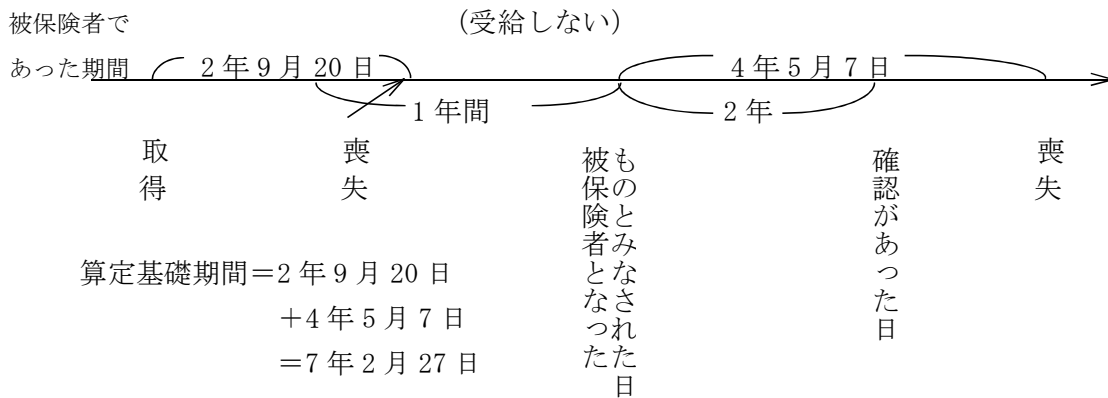 被保険者で
あった期間
(受給しない)
2年9月20日
4年5月7日
1年間
2年
取得
喪失
被保険者となった
ものとみなされた日
確認があった日
喪失
算定基礎期間＝2年9月20日
＋4年5月7日
＝7年2月27日